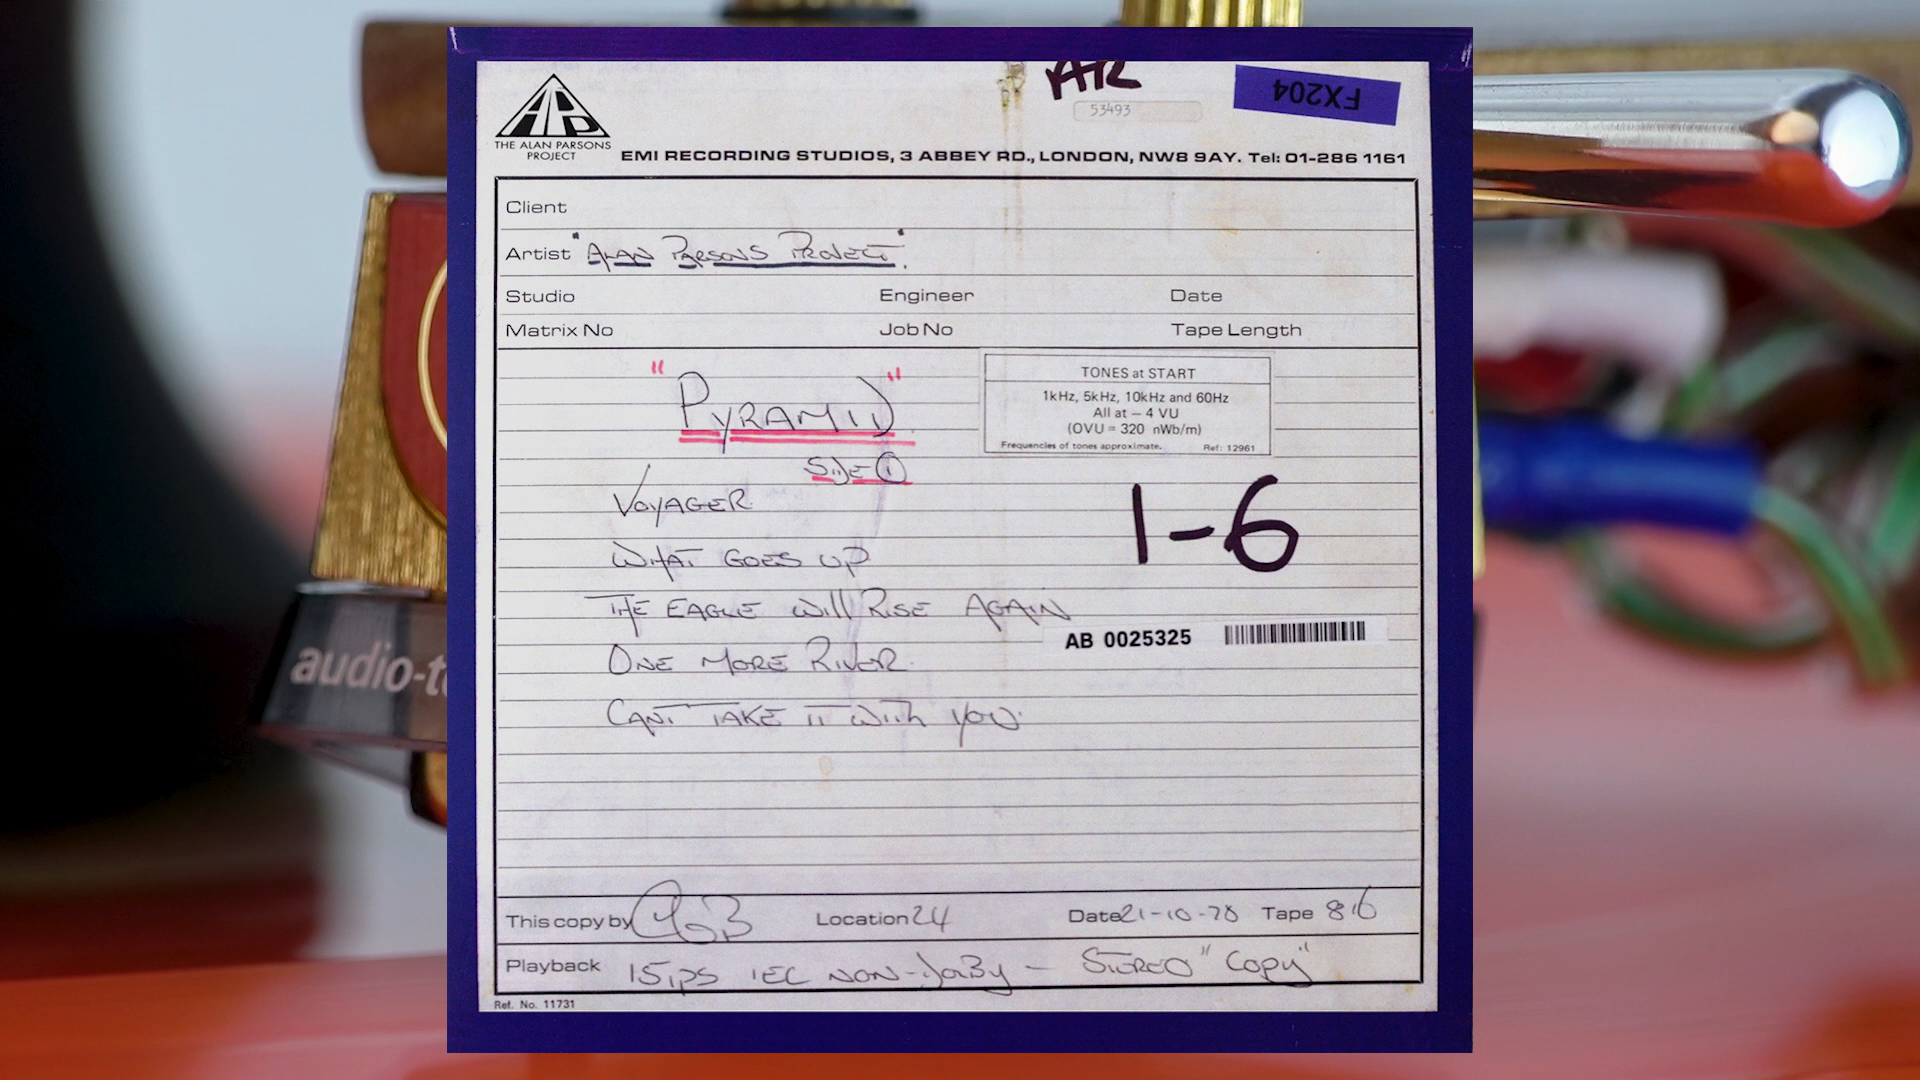 AR
FX204
53493
THE ALAN PARSONS
PROJECT
EMI RECORDING STUDIOS, 3 ABBEY RD., LONDON, NW8 9AY. Tel: 01-286 1161
Client
Artist "ALAN PARSONS PROJECT".
Studio Engineer Date
Matrix No Job No Tape Length
"PYRAMID"
SIDE 1
TONES at START
1kHz, 5kHz, 10kHz and 60Hz
All at – 4 VU
(OVU = 320 nWb/m)
Frequencies of tones approximate. Ref: 12961
VOYAGER.
WHAT GOES UP
1-6
THE EAGLE WILL RISE AGAIN
AB 0025325
ONE MORE RIVER.
CANT TAKE IT WITH YOU.
audio-te
This copy by Location 24 Date 21-10-78 Tape 816
Playback 15ips IEC NON-DOLBY – STEREO "COPY"
Ref. No. 11731